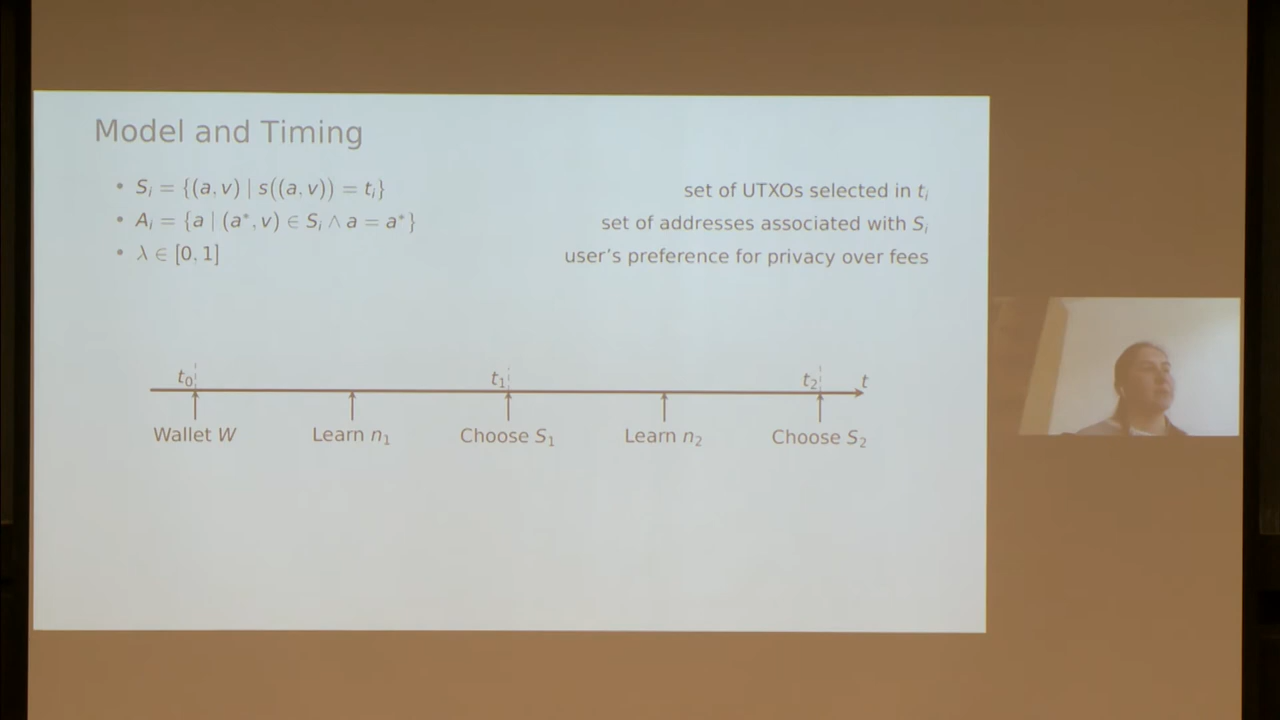 Model and Timing
• Sᵢ = {(a, v) | s((a, v)) = tᵢ} set of UTXOs selected in tᵢ
• Aᵢ = {a | (a*, v) ∈ Sᵢ ∧ a = a*} set of addresses associated with Sᵢ
• λ ∈ [0, 1] user's preference for privacy over fees
t₀ t₁ t₂ t
Wallet W Learn n₁ Choose S₁ Learn n₂ Choose S₂